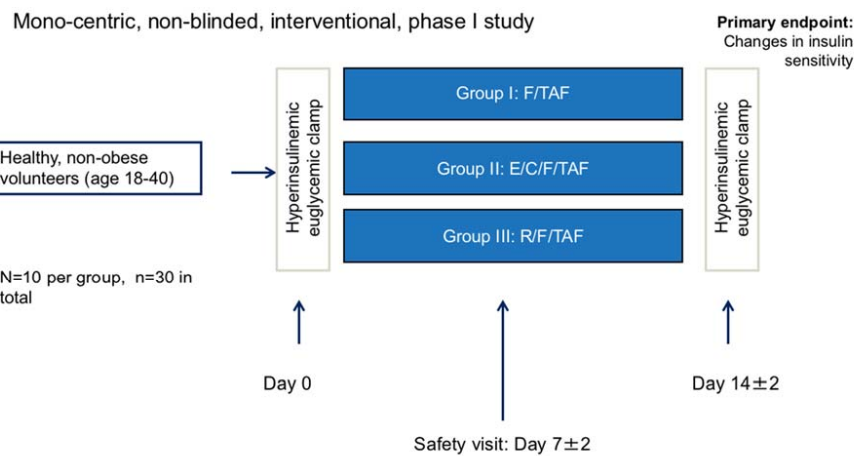 Mono-centric, non-blinded, interventional, phase I study
Primary endpoint:
Changes in insulin
sensitivity
Healthy, non-obese
volunteers (age 18-40)
Hyperinsulinemic
euglycemic clamp
Group I: F/TAF
Group II: E/C/F/TAF
Group III: R/F/TAF
Hyperinsulinemic
euglycemic clamp
N=10 per group, n=30 in
total
Day 0
Day 14±2
Safety visit: Day 7±2